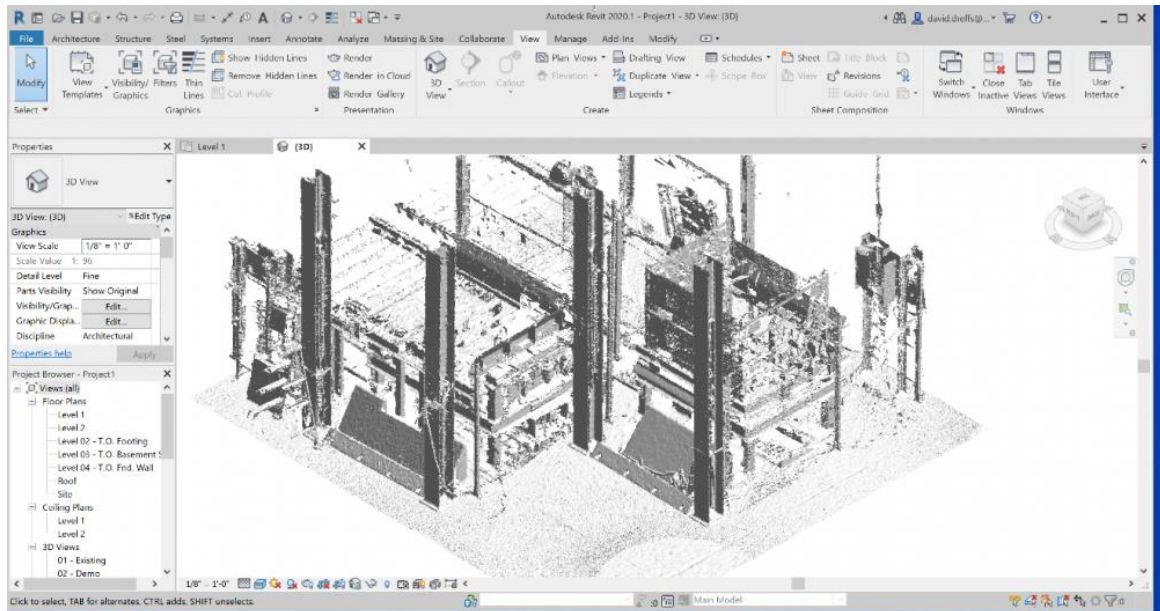 Autodesk Revit 2020.1 - Project1 - 3D View: {3D}
david.dreffs@...
File Architecture Structure Steel Systems Insert Annotate Analyze Massing & Site Collaborate View Manage Add-Ins Modify
Modify
View Templates
Visibility/ Graphics
Filters
Thin Lines
Show Hidden Lines
Remove Hidden Lines
Cut Profile
Render
Render in Cloud
Render Gallery
3D View
Section
Callout
Plan Views
Elevation
Drafting View
Duplicate View
Legends
Schedules
Scope Box
Sheet
View
Title Block
Revisions
Guide Grid
Switch Windows
Close Inactive
Tab Views
Tile Views
User Interface
Select
Graphics
Presentation
Create
Sheet Composition
Windows
Properties
Level 1
{3D}
3D View
3D View: {3D}
Edit Type
Graphics
View Scale 1/8" = 1' 0"
Scale Value 1: 96
Detail Level Fine
Parts Visibility Show Original
Visibility/Grap... Edit...
Graphic Displa... Edit...
Discipline Architectural
Properties help Apply
Project Browser - Project1
Views (all)
Floor Plans
Level 1
Level 2
Level 02 - T.O. Footing
Level 03 - T.O. Basement S
Level 04 - T.O. Fnd. Wall
Roof
Site
Ceiling Plans
Level 1
Level 2
3D Views
01 - Existing
02 - Demo
1/8" = 1'-0"
Click to select, TAB for alternates, CTRL adds, SHIFT unselects.
:0
Main Model
:0